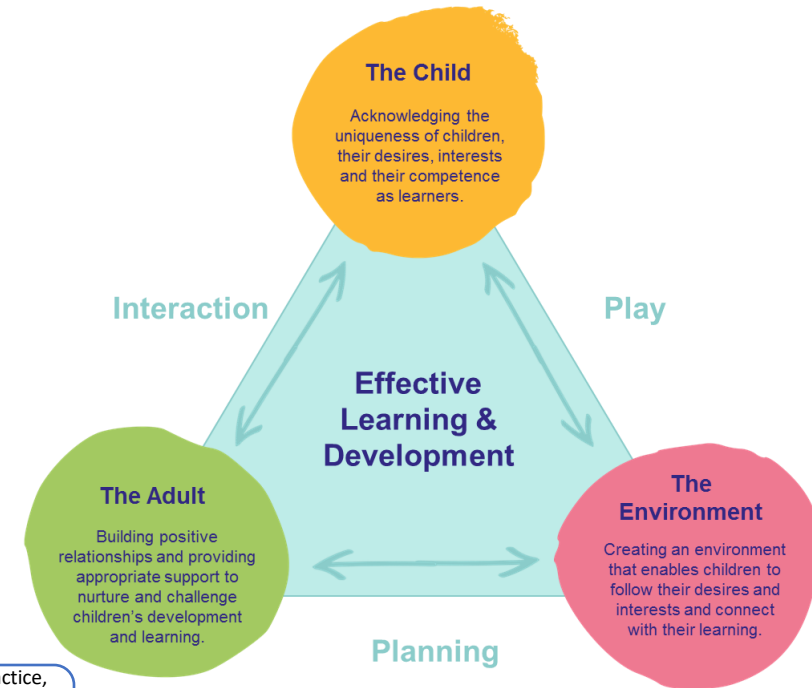 The Child
Acknowledging the
uniqueness of children,
their desires, interests
and their competence
as learners.
Interaction
Play
Effective
Learning &
Development
The Adult
Building positive
relationships and providing
appropriate support to
nurture and challenge
children's development
and learning.
The
Environment
Creating an environment
that enables children to
follow their desires and
interests and connect
with their learning.
Planning